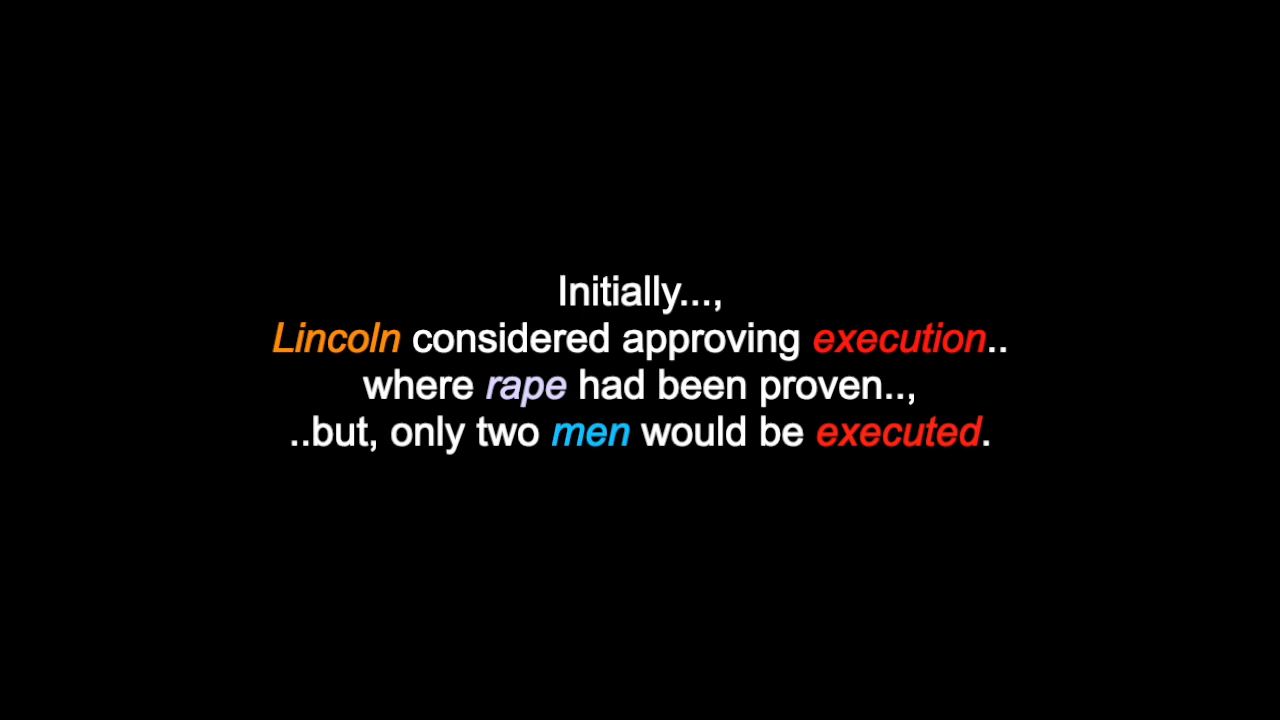 Initially...,
Lincoln considered approving execution..
where rape had been proven..,
..but, only two men would be executed.